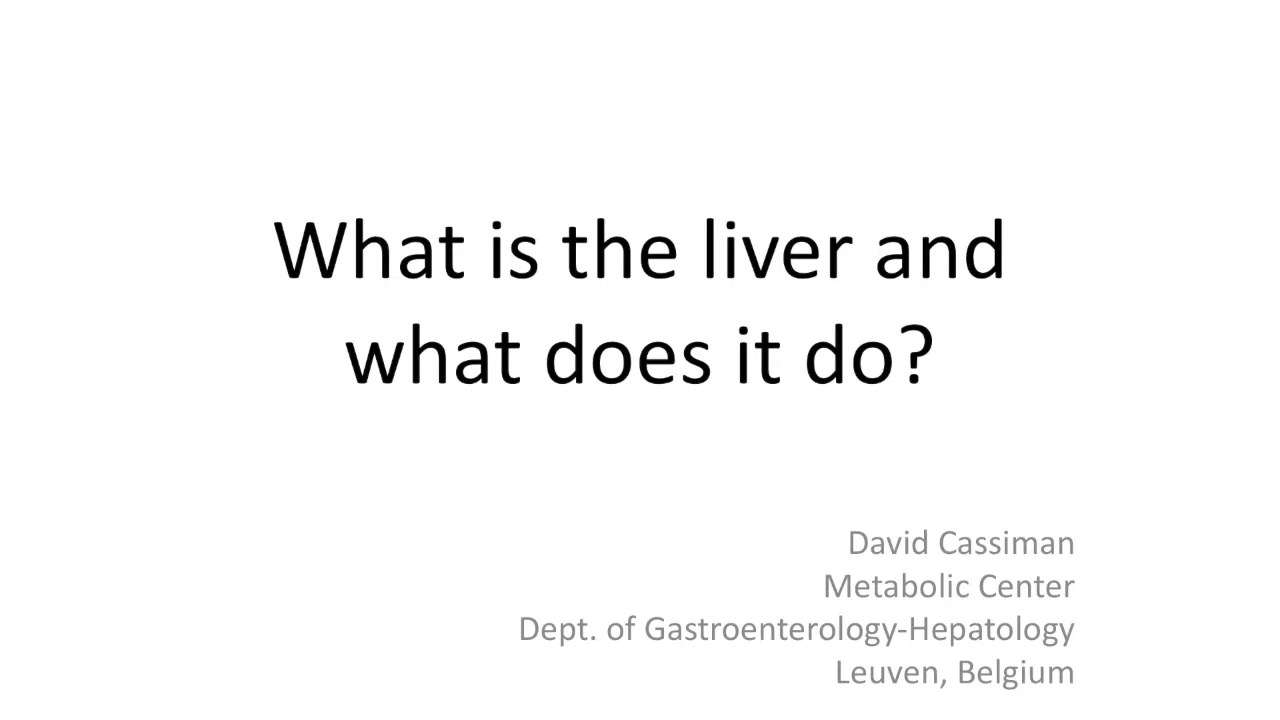 What is the liver and
what does it do?
David Cassiman
Metabolic Center
Dept. of Gastroenterology-Hepatology
Leuven, Belgium